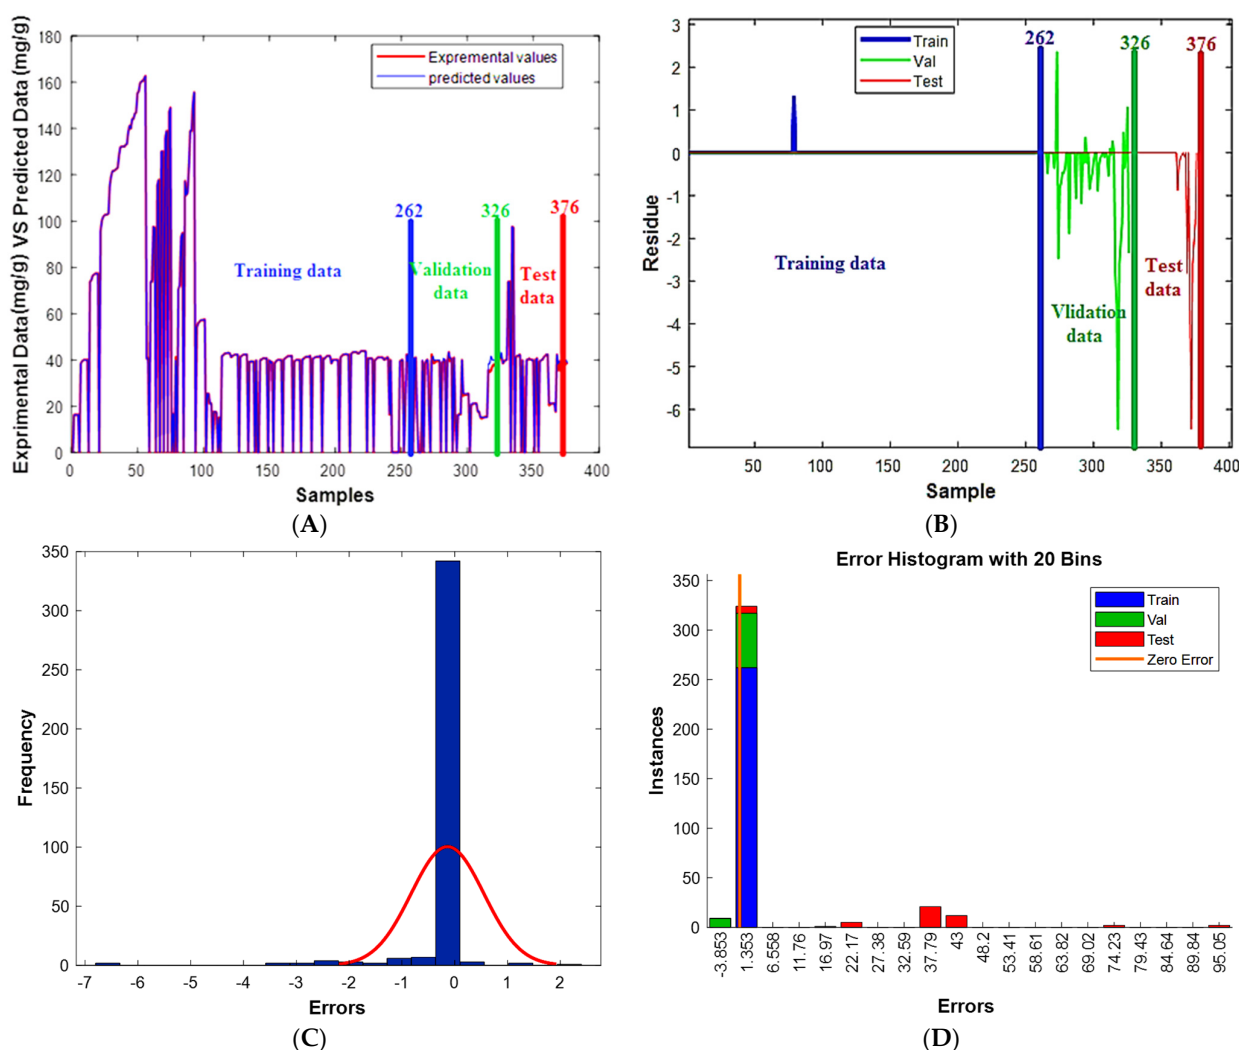 Exprimental Data(mg/g) VS Predicted Data (mg/g)
180
160
140
120
100
80
60
40
20
0
Expremental values
predicted values
262
326
376
Training data
Validation
data
Test
data
0 50 100 150 200 250 300 350 400
Samples
(A)
Residue
3
2
1
0
-1
-2
-3
-4
-5
-6
Train
Val
Test
262
326
376
Training data
Vlidation
data
Test
data
50 100 150 200 250 300 350 400
Sample
(B)
Frequency
350
300
250
200
150
100
50
0
-7 -6 -5 -4 -3 -2 -1 0 1 2
Errors
(C)
Error Histogram with 20 Bins
Instances
350
300
250
200
150
100
50
0
Train
Val
Test
Zero Error
-3.853 1.353 6.558 11.76 16.97 22.17 27.38 32.59 37.79 43 48.2 53.41 58.61 63.82 69.02 74.23 79.43 84.64 89.84 95.05
Errors
(D)